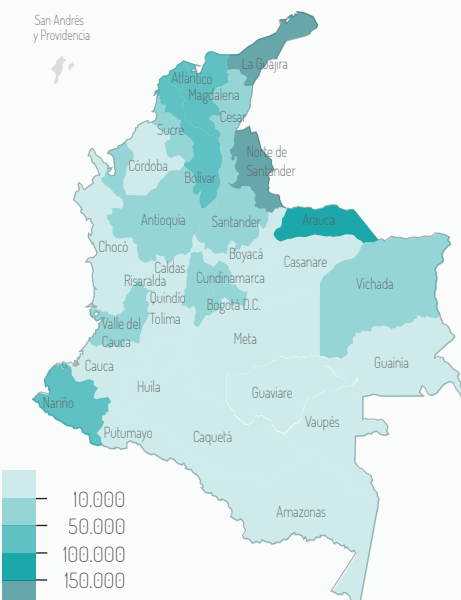 San Andrés
y Providencia
La Guajira
Atlántico
Magdalena
Cesar
Sucre
Norte de
Santander
Córdoba
Bolivar
Antioquia
Santander
Arauca
Chocó
Boyacá
Caldas
Casanare
Risaralda
Cundinamarca
Vichada
Quindío
Bogotá D.C.
Tolima
Valle del
Cauca
Meta
Cauca
Guainía
Huila
Guaviare
Nariño
Vaupés
Putumayo
Caquetá
10.000
Amazonas
50.000
100.000
150.000